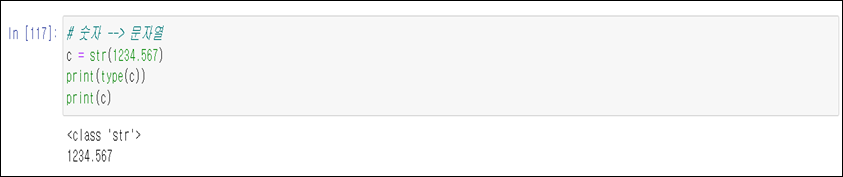 In [117]: # 숫자 --> 문자열
c = str(1234.567)
print(type(c))
print(c)
<class 'str'>
1234.567